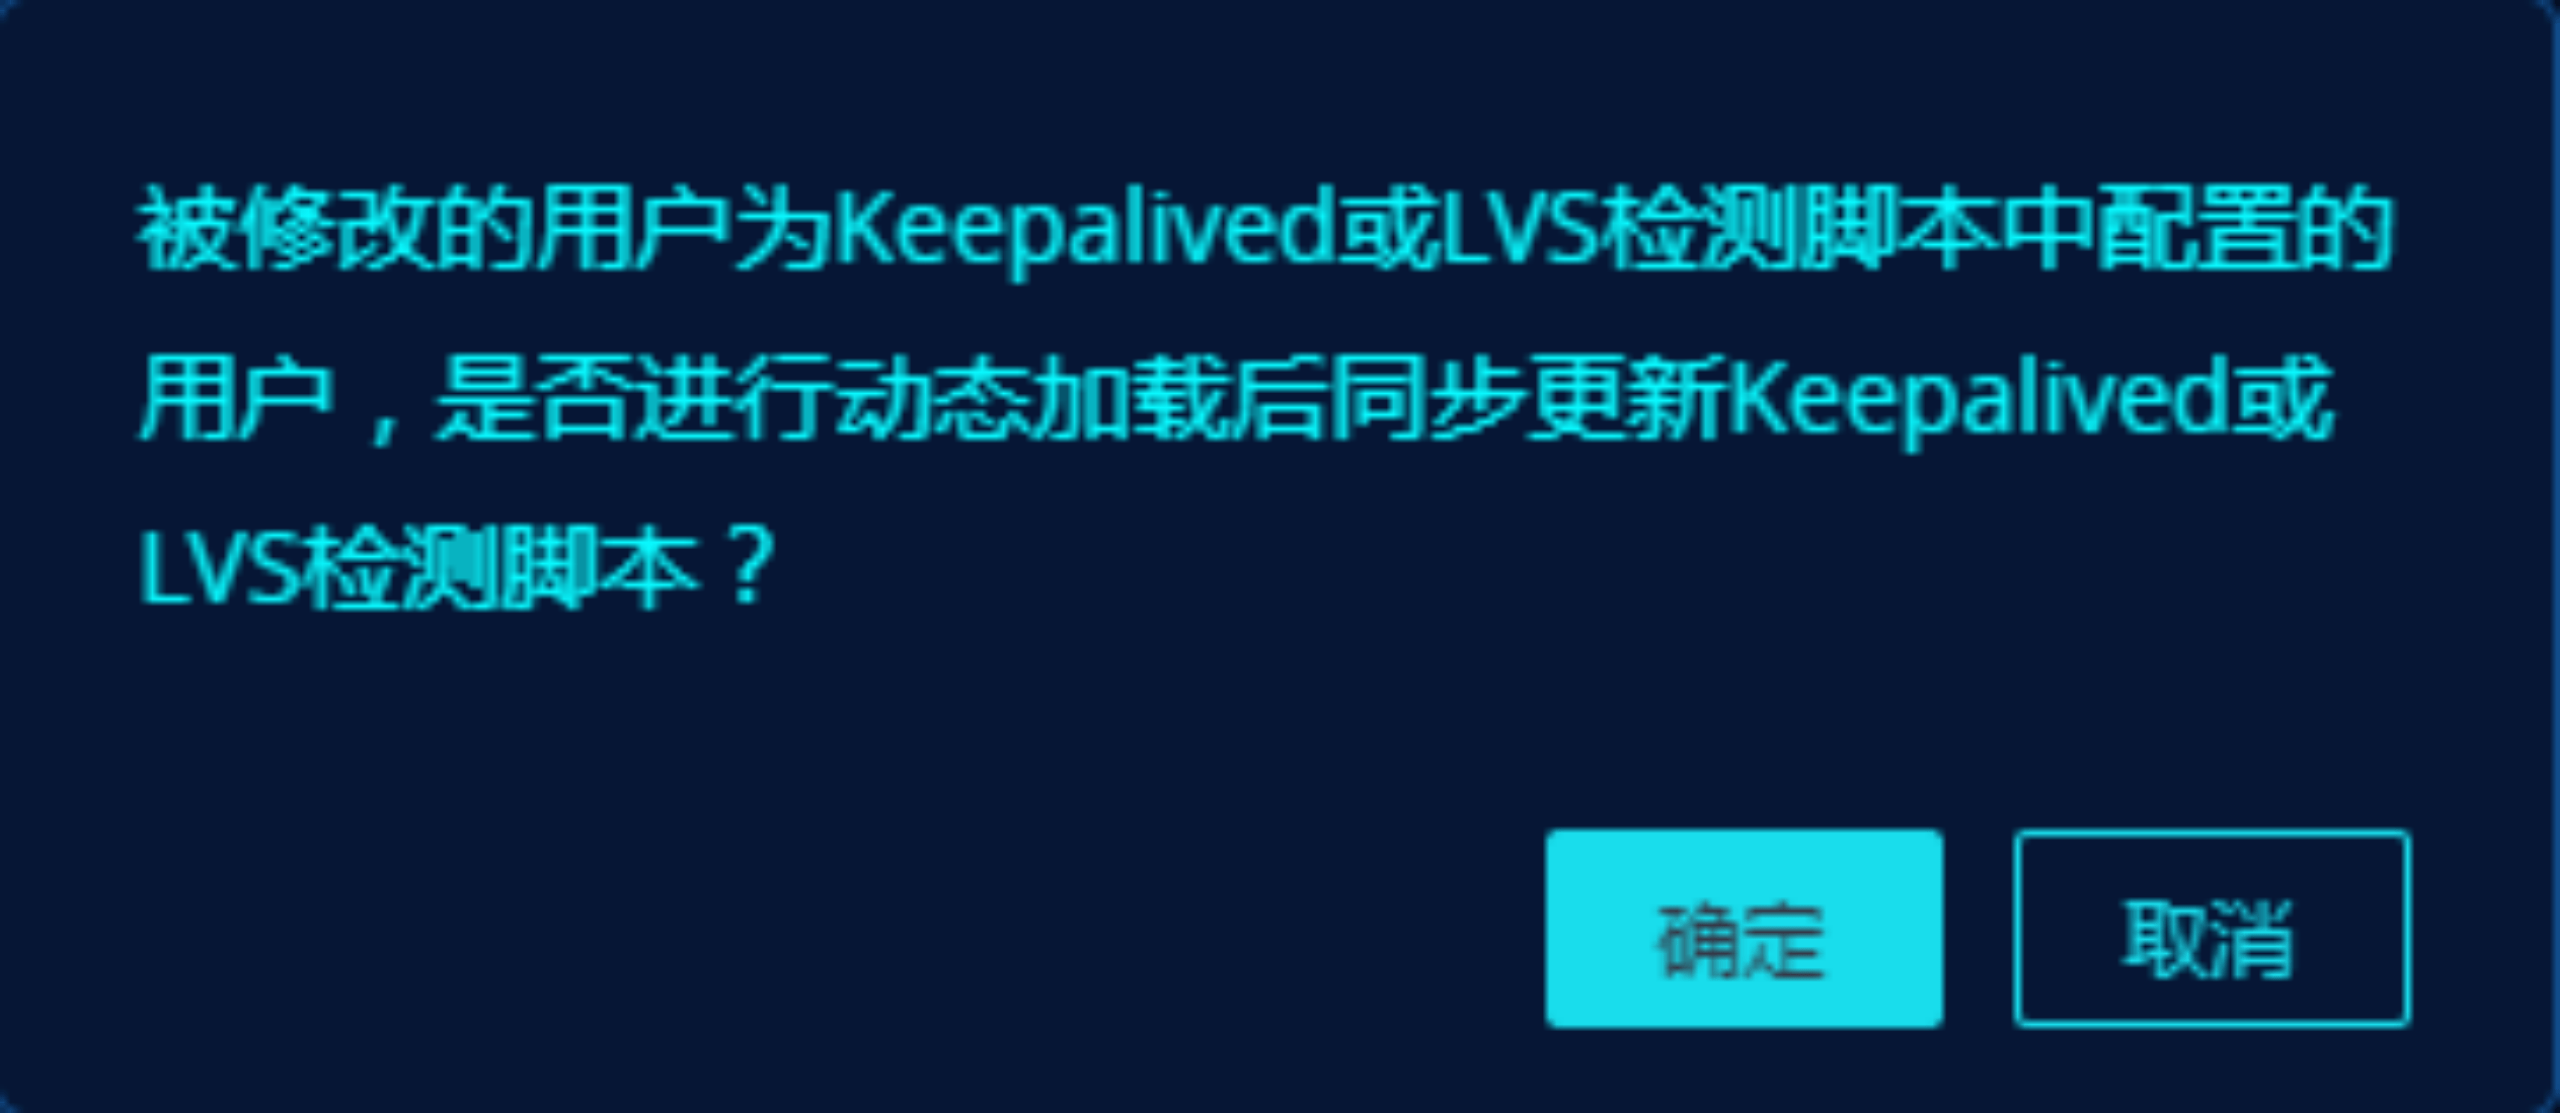 被修改的用户为Keepalived或LVS检测脚本中配置的
用户，是否进行动态加载后同步更新Keepalived或
LVS检测脚本？
确定
取消